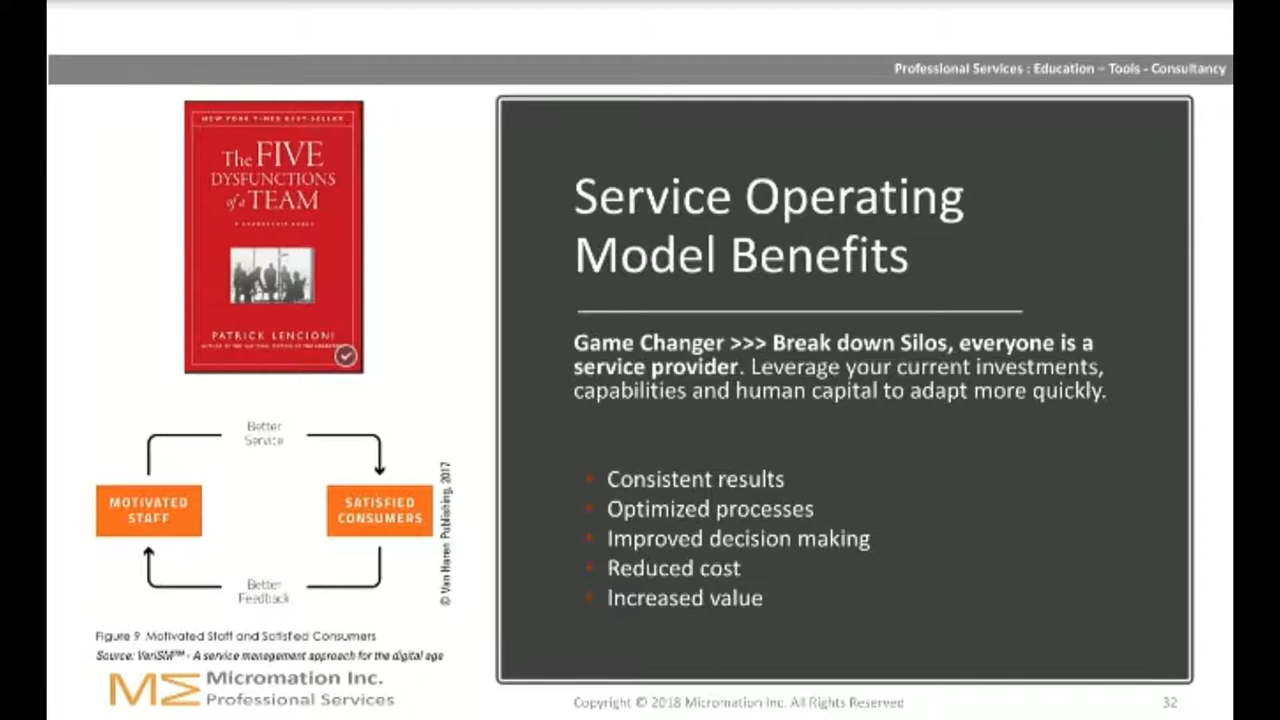 Professional Services : Education – Tools - Consultancy
NEW YORK TIMES BEST-SELLER
The FIVE
DYSFUNCTIONS
of a TEAM
PATRICK LENCIONI
Service Operating
Model Benefits
Game Changer >>> Break down Silos, everyone is a
service provider. Leverage your current investments,
capabilities and human capital to adapt more quickly.
• Consistent results
• Optimized processes
• Improved decision making
• Reduced cost
• Increased value
Better
Service
MOTIVATED
STAFF
SATISFIED
CONSUMERS
Better
Feedback
© Van Haren Publishing, 2017
Figure 9 Motivated Staff and Satisfied Consumers
Source: VeriSM™ - A service management approach for the digital age
Micromation Inc.
Professional Services
Copyright © 2018 Micromation Inc. All Rights Reserved
32